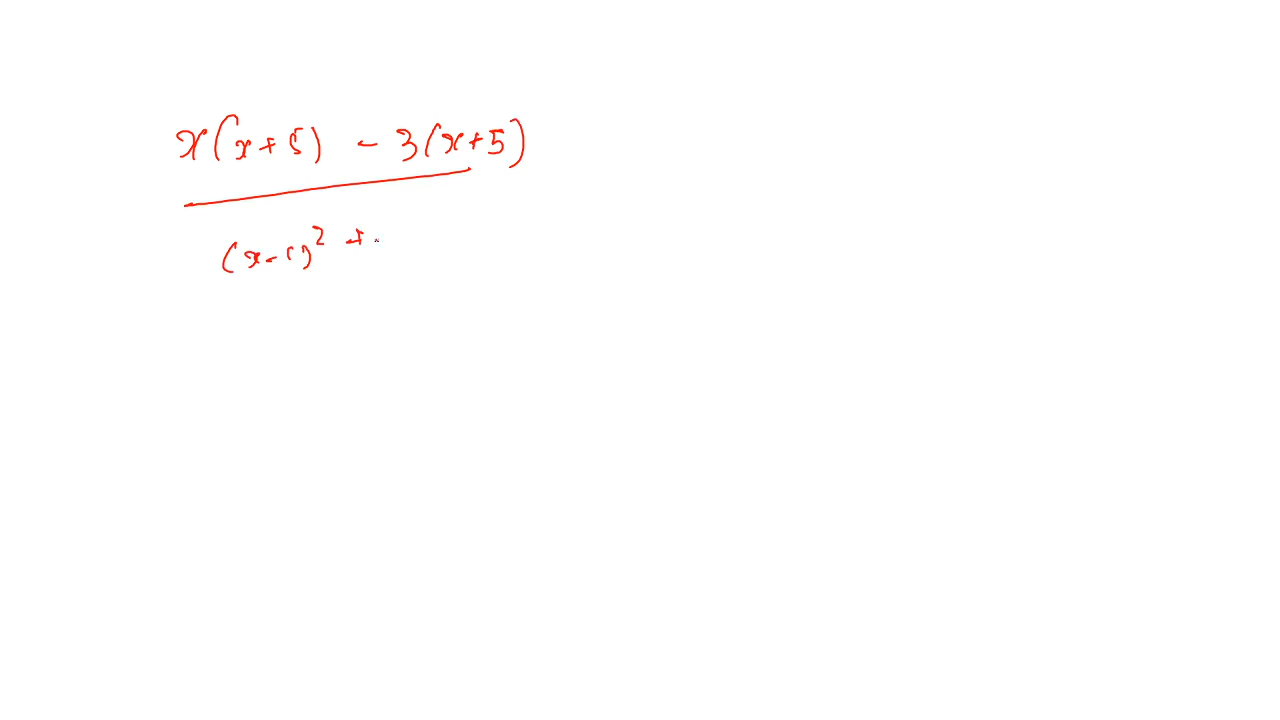 x(x+5) - 3(x+5)
(x-1)² +